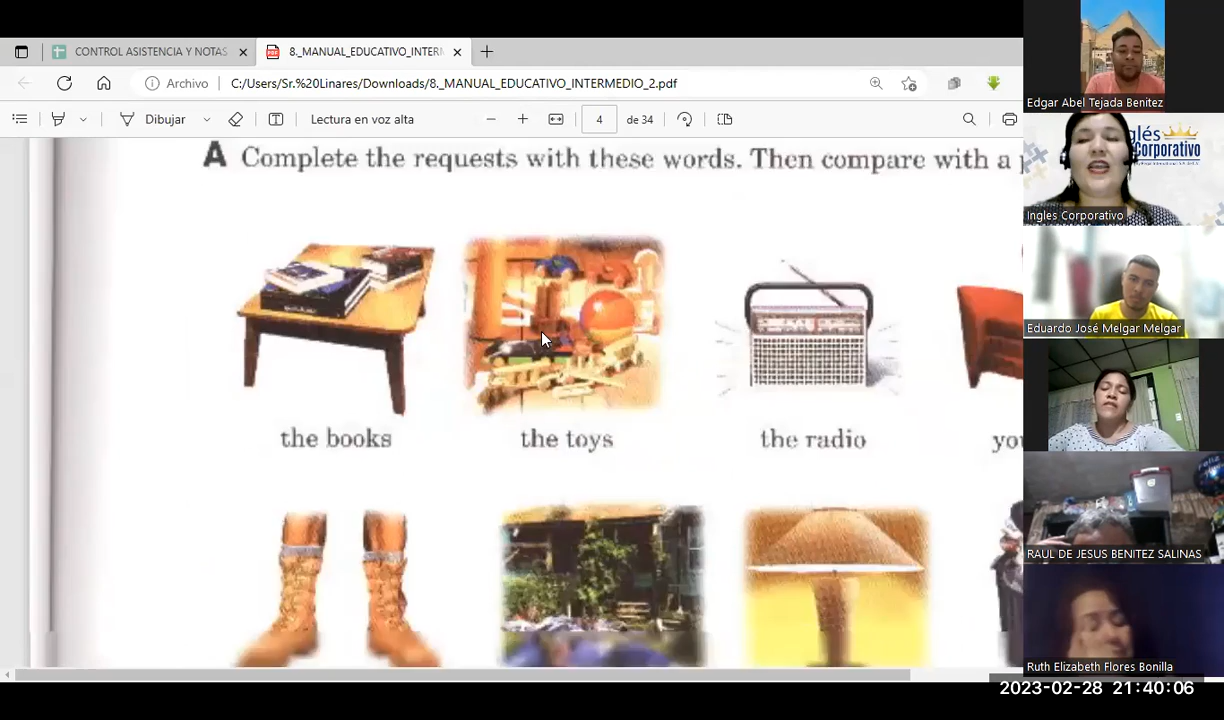 CONTROL ASISTENCIA Y NOTAS
8._MANUAL_EDUCATIVO_INTERM
Archivo
C:/Users/Sr.%20Linares/Downloads/8._MANUAL_EDUCATIVO_INTERMEDIO_2.pdf
Dibujar
Lectura en voz alta
4
de 34
A Complete the requests with these words. Then compare with a
the books
the toys
the radio
the
Edgar Abel Tejada Benitez
Corporativo
Ingles Corporativo
Eduardo José Melgar Melgar
RAUL DE JESUS BENITEZ SALINAS
Ruth Elizabeth Flores Bonilla
2023-02-28 21:40:06